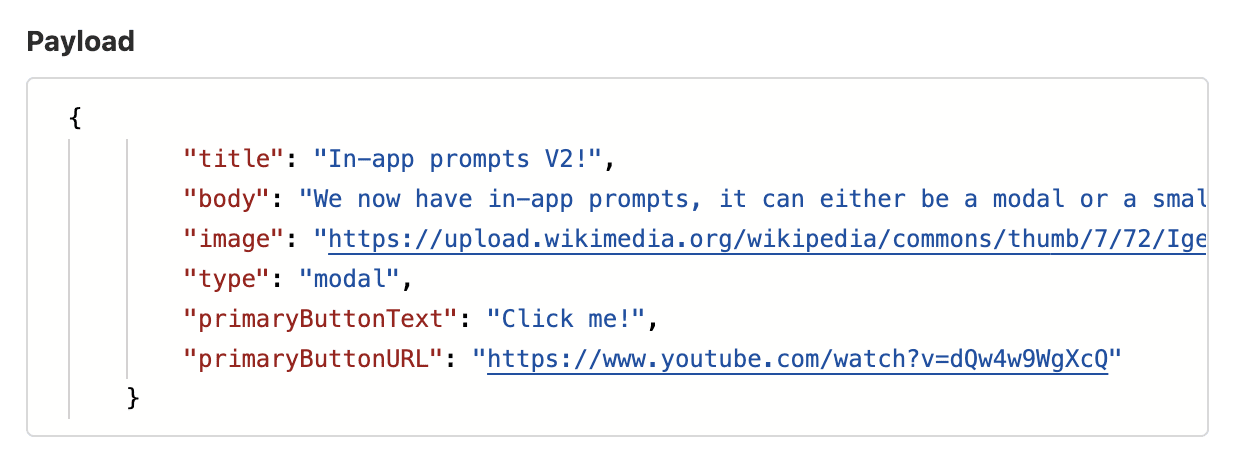 Payload
{
"title": "In-app prompts V2!",
"body": "We now have in-app prompts, it can either be a modal or a smal
"image": "https://upload.wikimedia.org/wikipedia/commons/thumb/7/72/Ige
"type": "modal",
"primaryButtonText": "Click me!",
"primaryButtonURL": "https://www.youtube.com/watch?v=dQw4w9WgXcQ"
}